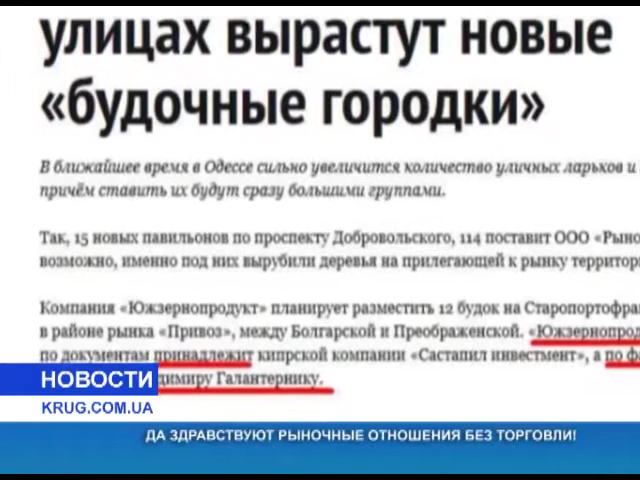 улицах вырастут новые
«будочные городки»
В ближайшее время в Одессе сильно увеличится количество уличных ларьков и
причём ставить их будут сразу большими группами.
Так, 15 новых павильонов по проспекту Добровольского, 114 поставит ООО «Рыно
возможно, именно под них вырубили деревья на прилегающей к рынку территор
Компания «Южзернопродукт» планирует разместить 12 будок на Старопортофран
в районе рынка «Привоз», между Болгарской и Преображенской. «Южзернопрод
по документам принадлежит кипрской компании «Састапил инвестмент», а по ф
димиру Галантернику.
НОВОСТИ
KRUG.COM.UA
ДА ЗДРАВСТВУЮТ РЫНОЧНЫЕ ОТНОШЕНИЯ БЕЗ ТОРГОВЛИ!